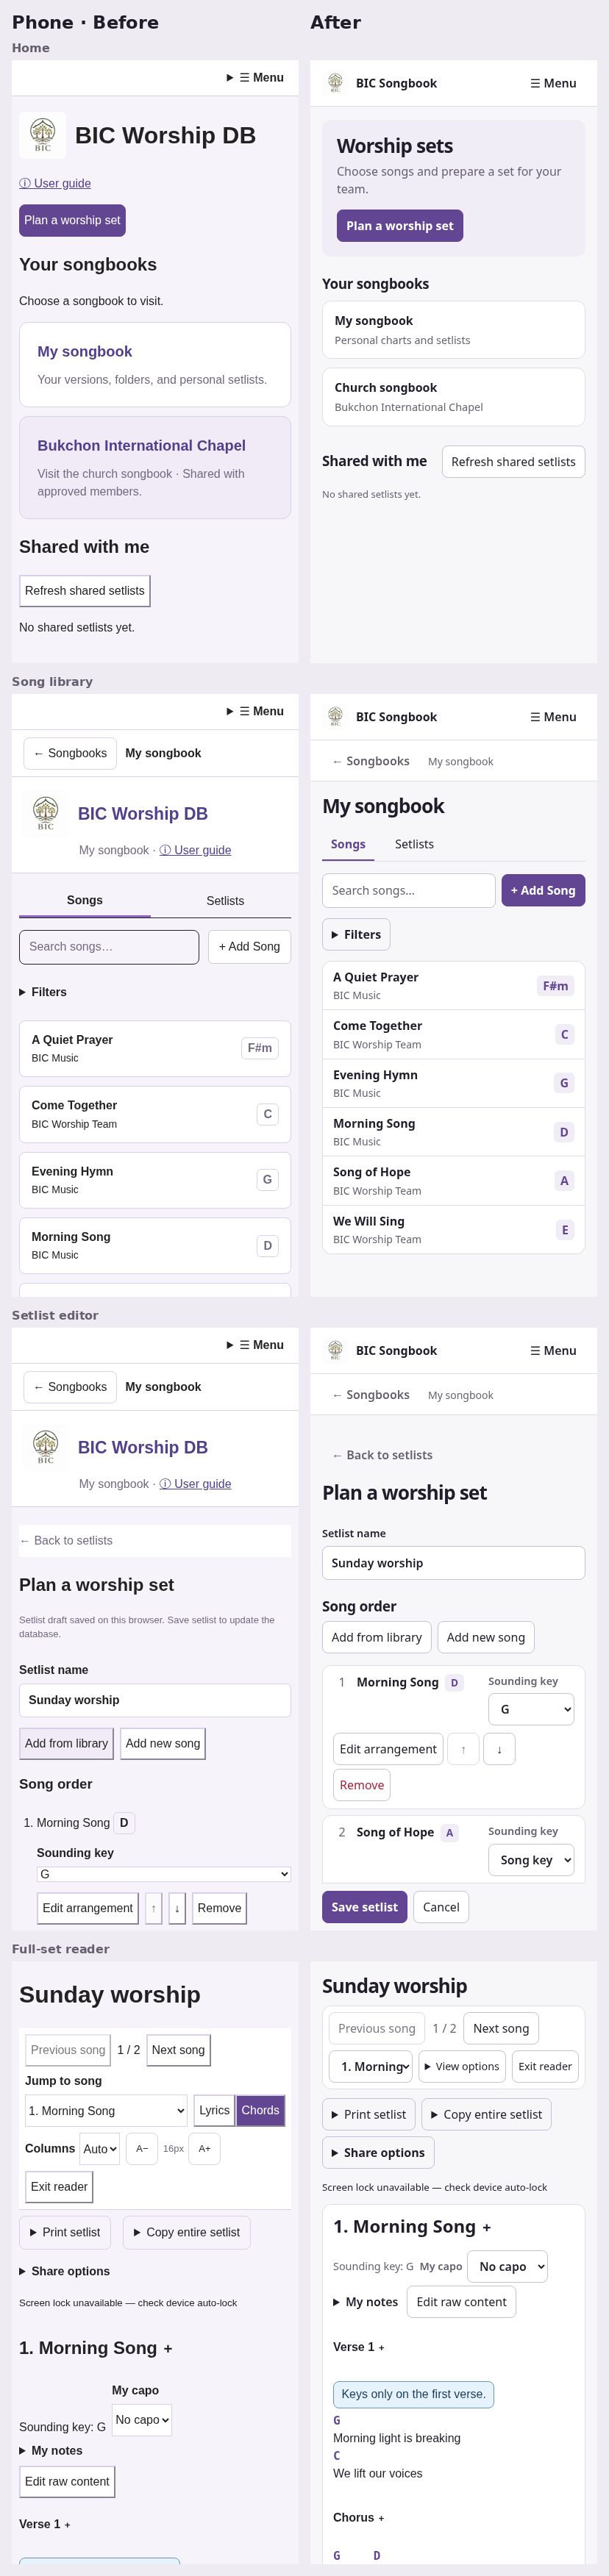 Phone · Before
After
Home
▶ ☰ Menu
BIC
BIC Worship DB
ⓘ User guide
Plan a worship set
Your songbooks
Choose a songbook to visit.
My songbook
Your versions, folders, and personal setlists.
Bukchon International Chapel
Visit the church songbook · Shared with
approved members.
Shared with me
Refresh shared setlists
No shared setlists yet.
BIC Songbook
☰ Menu
Worship sets
Choose songs and prepare a set for your
team.
Plan a worship set
Your songbooks
My songbook
Personal charts and setlists
Church songbook
Bukchon International Chapel
Shared with me
Refresh shared setlists
No shared setlists yet.
Song library
▶ ☰ Menu
← Songbooks
My songbook
BIC
BIC Worship DB
My songbook · ⓘ User guide
Songs
Setlists
Search songs…
+ Add Song
▶ Filters
A Quiet Prayer
BIC Music
F#m
Come Together
BIC Worship Team
C
Evening Hymn
BIC Music
G
Morning Song
BIC Music
D
BIC Songbook
☰ Menu
← Songbooks
My songbook
My songbook
Songs
Setlists
Search songs…
+ Add Song
▶ Filters
A Quiet Prayer
BIC Music
F#m
Come Together
BIC Worship Team
C
Evening Hymn
BIC Music
G
Morning Song
BIC Music
D
Song of Hope
BIC Worship Team
A
We Will Sing
BIC Worship Team
E
Setlist editor
▶ ☰ Menu
← Songbooks
My songbook
BIC
BIC Worship DB
My songbook · ⓘ User guide
← Back to setlists
Plan a worship set
Setlist draft saved on this browser. Save setlist to update the
database.
Setlist name
Sunday worship
Add from library
Add new song
Song order
1. Morning Song D
Sounding key
G
Edit arrangement
↑
↓
Remove
BIC Songbook
☰ Menu
← Songbooks
My songbook
← Back to setlists
Plan a worship set
Setlist name
Sunday worship
Song order
Add from library
Add new song
1 Morning Song D
Sounding key
G
Edit arrangement
↑
↓
Remove
2 Song of Hope A
Sounding key
Song key
Save setlist
Cancel
Full-set reader
Sunday worship
Previous song
1 / 2
Next song
Jump to song
1. Morning Song
Lyrics
Chords
Columns
Auto
A−
16px
A+
Exit reader
▶ Print setlist
▶ Copy entire setlist
▶ Share options
Screen lock unavailable — check device auto-lock
1. Morning Song +
My capo
Sounding key: G
No capo
▶ My notes
Edit raw content
Verse 1 +
Sunday worship
Previous song
1 / 2
Next song
1. Morning
▶ View options
Exit reader
▶ Print setlist
▶ Copy entire setlist
▶ Share options
Screen lock unavailable — check device auto-lock
1. Morning Song +
Sounding key: G
My capo
No capo
▶ My notes
Edit raw content
Verse 1 +
Keys only on the first verse.
G
Morning light is breaking
C
We lift our voices
Chorus +
G D